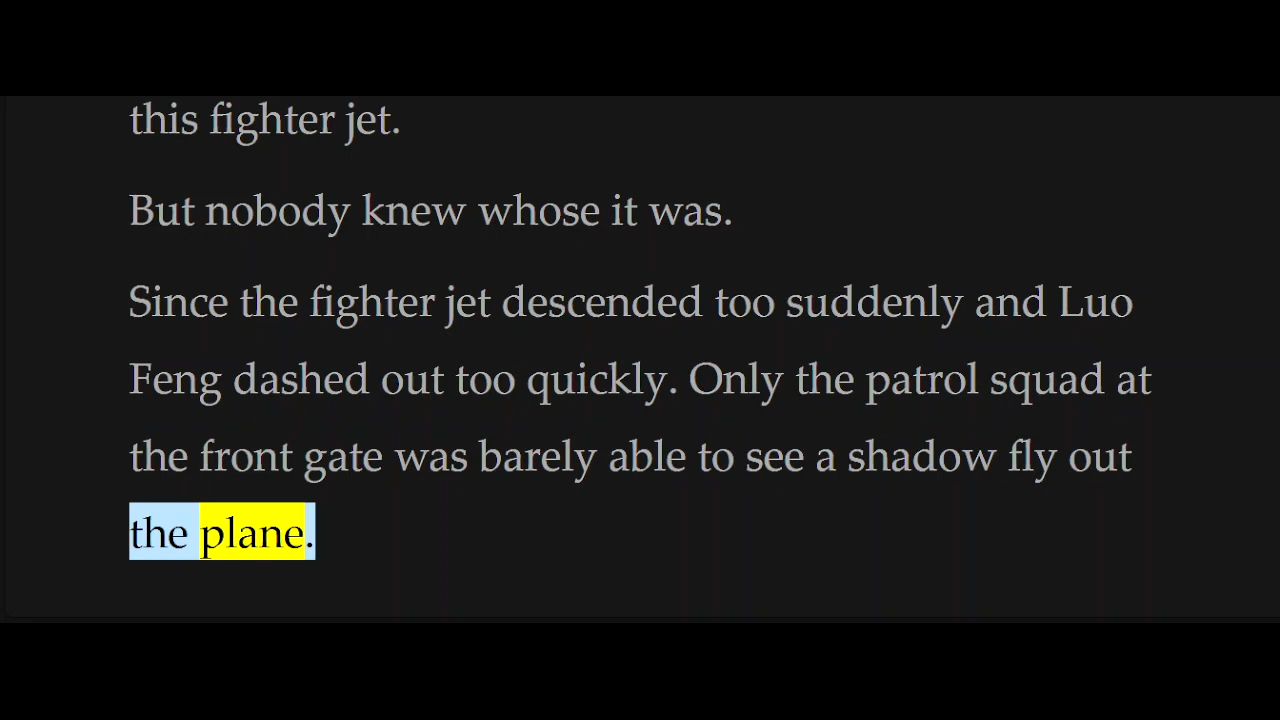 this fighter jet.
But nobody knew whose it was.
Since the fighter jet descended too suddenly and Luo
Feng dashed out too quickly. Only the patrol squad at
the front gate was barely able to see a shadow fly out
the plane.